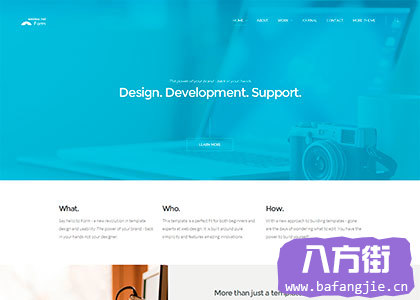 Form
HOME ABOUT WORK JOURNAL CONTACT MORE THEME
The power of your brand - back in your hands.
Design. Development. Support.
LEARN MORE
What. Who. How.
Say hello to Form - a new revolution in template
design and usability. The power of your brand - back
in your hands not your designer.
This template is a perfect fit for both beginners and
experts at web design. It is built around pure
simplicity and features amazing innovations.
With a new approach to building templates - gone
are the days of wondering what to edit. You have the
power to build yourself
More than just a templa
八方街
www.bafangjie.cn